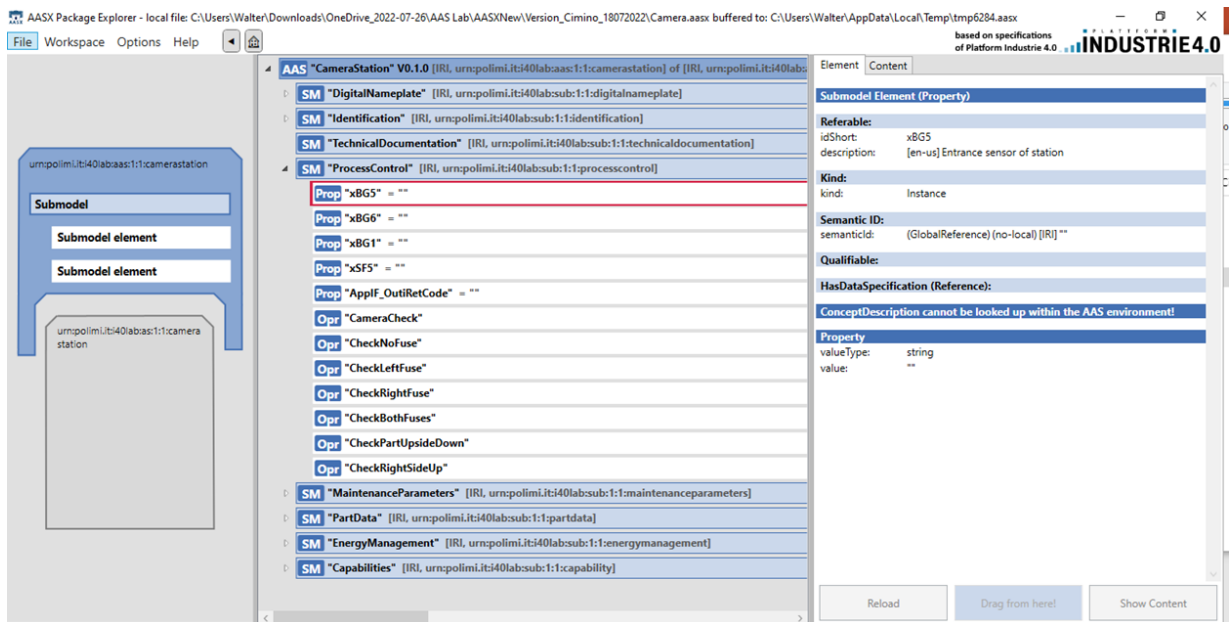 AASX Package Explorer - local file: C:\Users\Walter\Downloads\OneDrive_2022-07-26\AAS Lab\AASXNew\Version_Cimino_18072022\Camera.aasx buffered to: C:\Users\Walter\AppData\Local\Temp\tmp6284.aasx
File Workspace Options Help
based on specifications
of Platform Industrie 4.0
PLATTFORM
INDUSTRIE4.0
urn:polimi.it:i40lab:aas:1:1:camerastation
Submodel
Submodel element
Submodel element
urn:polimi.it:i40lab:as:1:1:camera
station
AAS "CameraStation" V0.1.0 [IRI, urn:polimi.it:i40lab:aas:1:1:camerastation] of [IRI, urn:polimi.it:i40lab:
SM "DigitalNameplate" [IRI, urn:polimi.it:i40lab:sub:1:1:digitalnameplate]
SM "Identification" [IRI, urn:polimi.it:i40lab:sub:1:1:identification]
SM "TechnicalDocumentation" [IRI, urn:polimi.it:i40lab:sub:1:1:technicaldocumentation]
SM "ProcessControl" [IRI, urn:polimi.it:i40lab:sub:1:1:processcontrol]
Prop "xBG5" = ""
Prop "xBG6" = ""
Prop "xBG1" = ""
Prop "xSF5" = ""
Prop "AppIF_OutiRetCode" = ""
Opr "CameraCheck"
Opr "CheckNoFuse"
Opr "CheckLeftFuse"
Opr "CheckRightFuse"
Opr "CheckBothFuses"
Opr "CheckPartUpsideDown"
Opr "CheckRightSideUp"
SM "MaintenanceParameters" [IRI, urn:polimi.it:i40lab:sub:1:1:maintenanceparameters]
SM "PartData" [IRI, urn:polimi.it:i40lab:sub:1:1:partdata]
SM "EnergyManagement" [IRI, urn:polimi.it:i40lab:sub:1:1:energymanagement]
SM "Capabilities" [IRI, urn:polimi.it:i40lab:sub:1:1:capability]
Element Content
Submodel Element (Property)
Referable:
idShort: xBG5
description: [en-us] Entrance sensor of station
Kind:
kind: Instance
Semantic ID:
semanticId: (GlobalReference) (no-local) [IRI] ""
Qualifiable:
HasDataSpecification (Reference):
ConceptDescription cannot be looked up within the AAS environment!
Property
valueType: string
value: ""
Reload Drag from here! Show Content